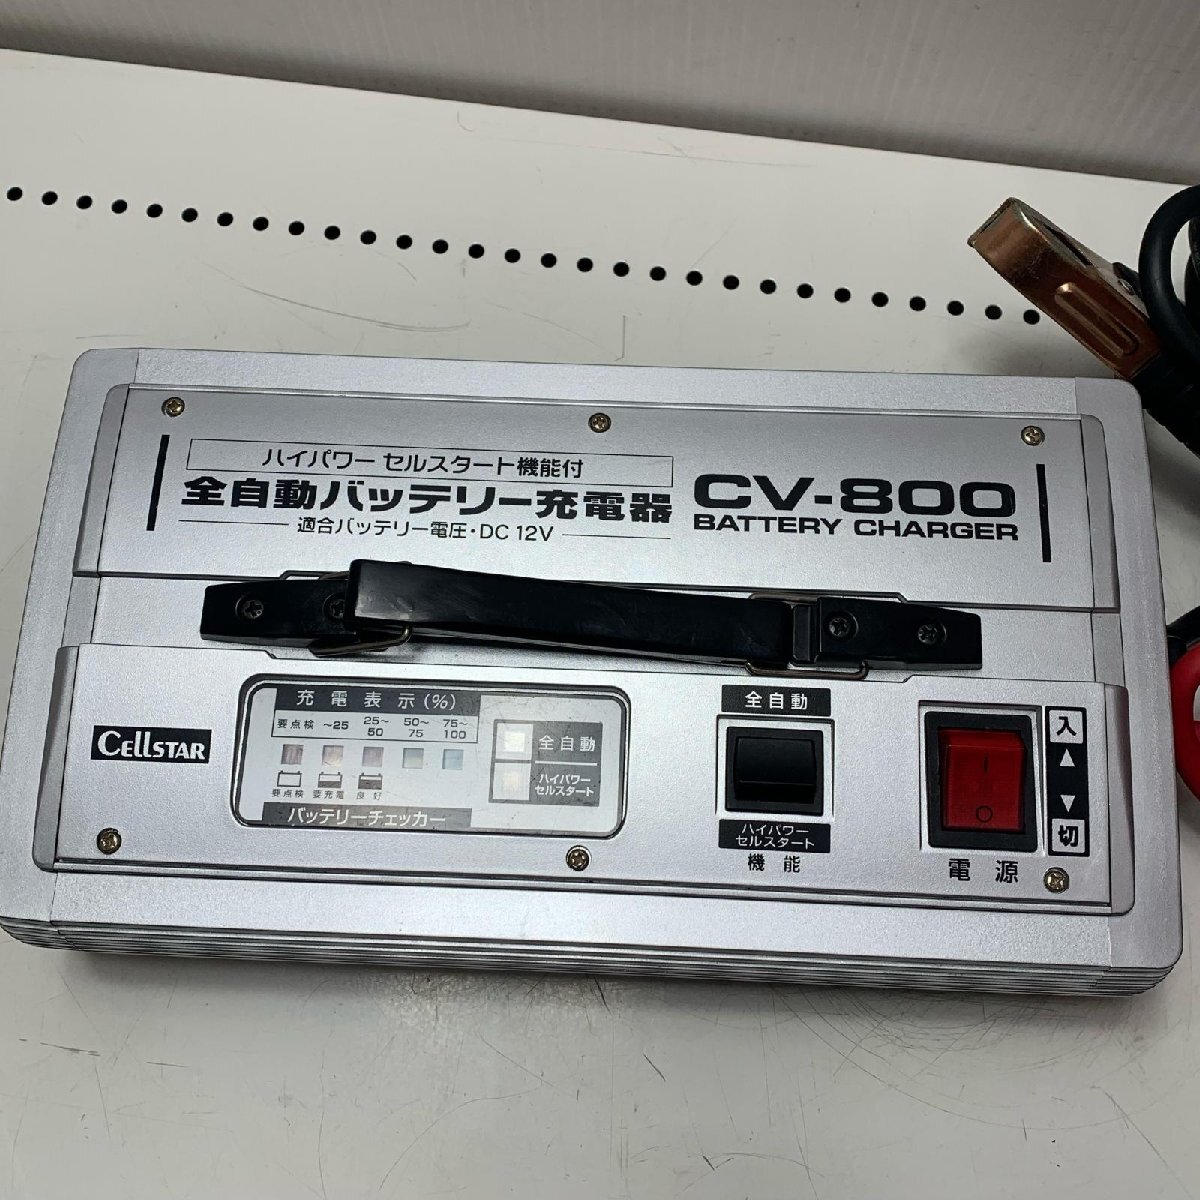 ハイパワー セルスタート機能付
全自動バッテリー充電器
適合バッテリー電圧・DC 12V
CV-800
BATTERY CHARGER
CELLSTAR
充電表示(%)
要点検 ～25 25～50 50～75 75～100
要点検 要充電 良好
バッテリーチェッカー
全自動
ハイパワー
セルスタート
全自動
ハイパワー
セルスタート
機能
入
▲
▼
切
I
O
電源